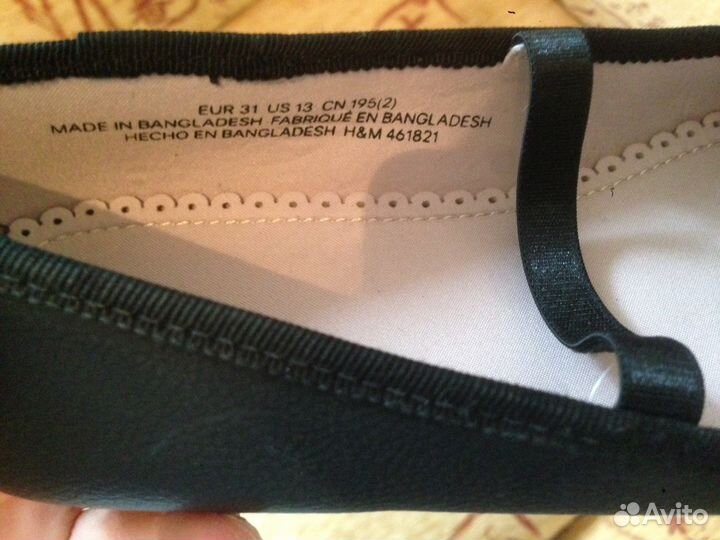 EUR 31 US 13 CN 195(2)
MADE IN BANGLADESH FABRIQUÉ EN BANGLADESH
HECHO EN BANGLADESH H&M 461821
Avito